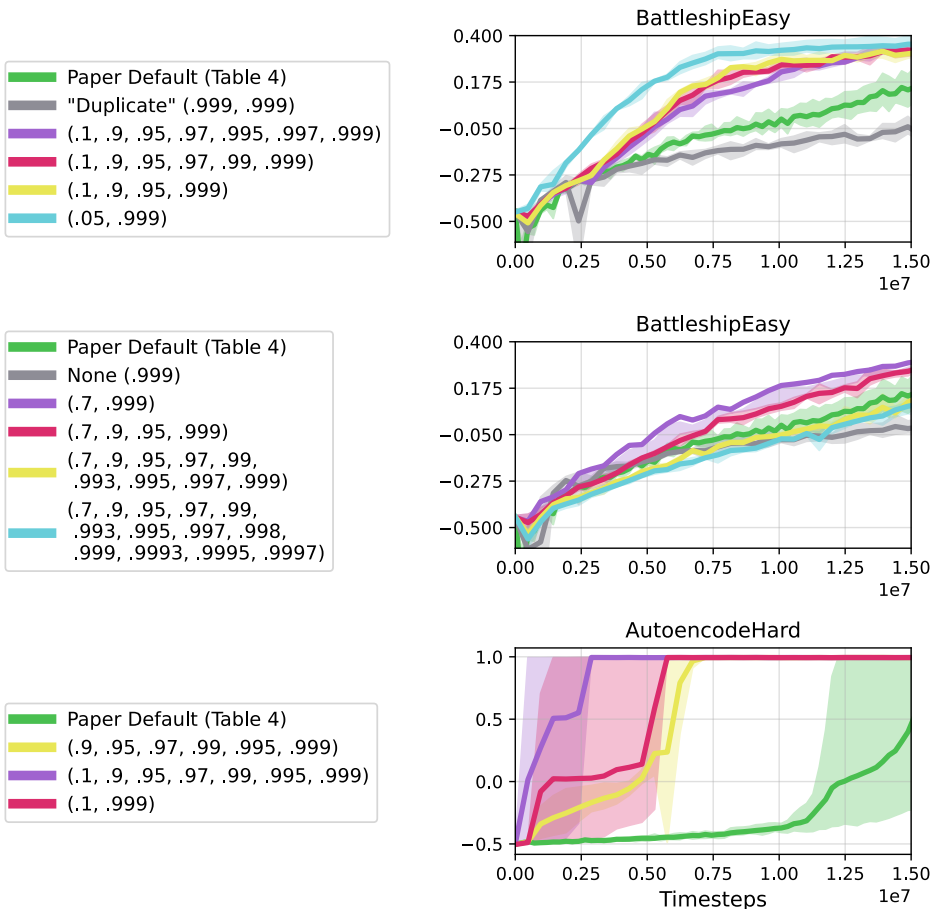 BattleshipEasy
Paper Default (Table 4)
"Duplicate" (.999, .999)
(.1, .9, .95, .97, .995, .997, .999)
(.1, .9, .95, .97, .99, .999)
(.1, .9, .95, .999)
(.05, .999)
0.400
0.175
−0.050
−0.275
−0.500
0.00 0.25 0.50 0.75 1.00 1.25 1.50
1e7
BattleshipEasy
Paper Default (Table 4)
None (.999)
(.7, .999)
(.7, .9, .95, .999)
(.7, .9, .95, .97, .99,
.993, .995, .997, .999)
(.7, .9, .95, .97, .99,
.993, .995, .997, .998,
.999, .9993, .9995, .9997)
0.400
0.175
−0.050
−0.275
−0.500
0.00 0.25 0.50 0.75 1.00 1.25 1.50
1e7
AutoencodeHard
Paper Default (Table 4)
(.9, .95, .97, .99, .995, .999)
(.1, .9, .95, .97, .99, .995, .999)
(.1, .999)
1.0
0.5
0.0
−0.5
0.00 0.25 0.50 0.75 1.00 1.25 1.50
Timesteps 1e7